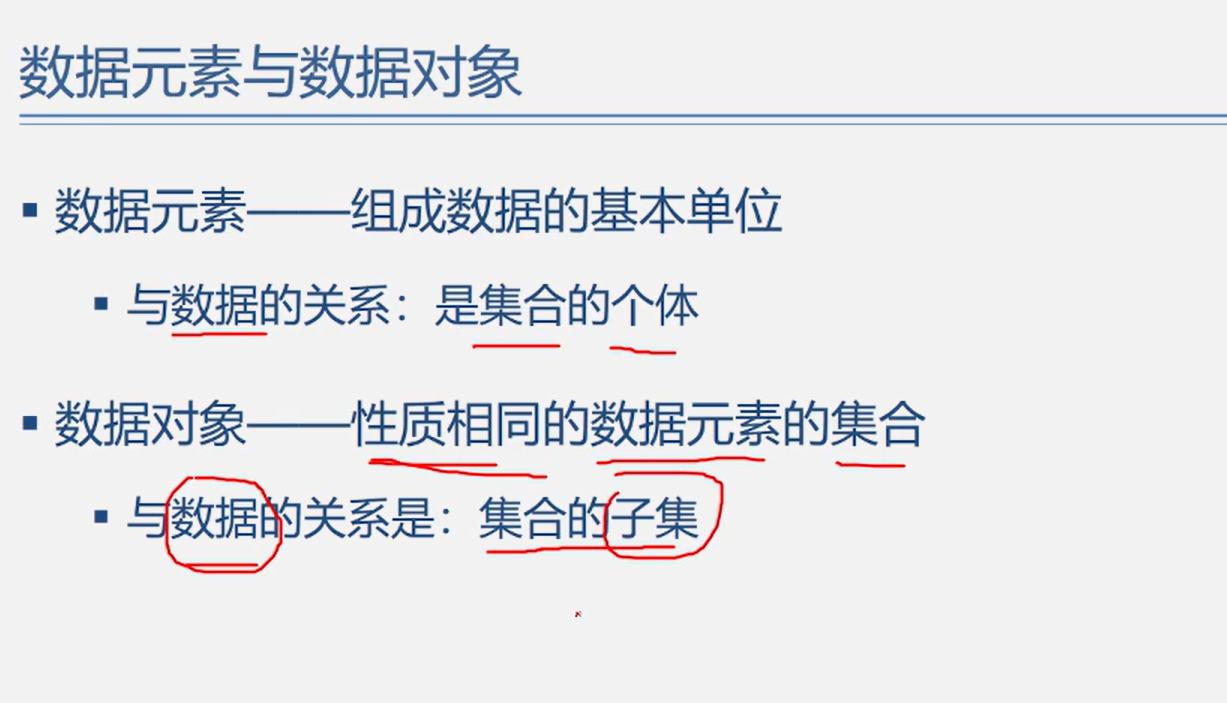 数据元素与数据对象
▪ 数据元素——组成数据的基本单位
▪ 与数据的关系：是集合的个体
▪ 数据对象——性质相同的数据元素的集合
▪ 与数据的关系是：集合的子集